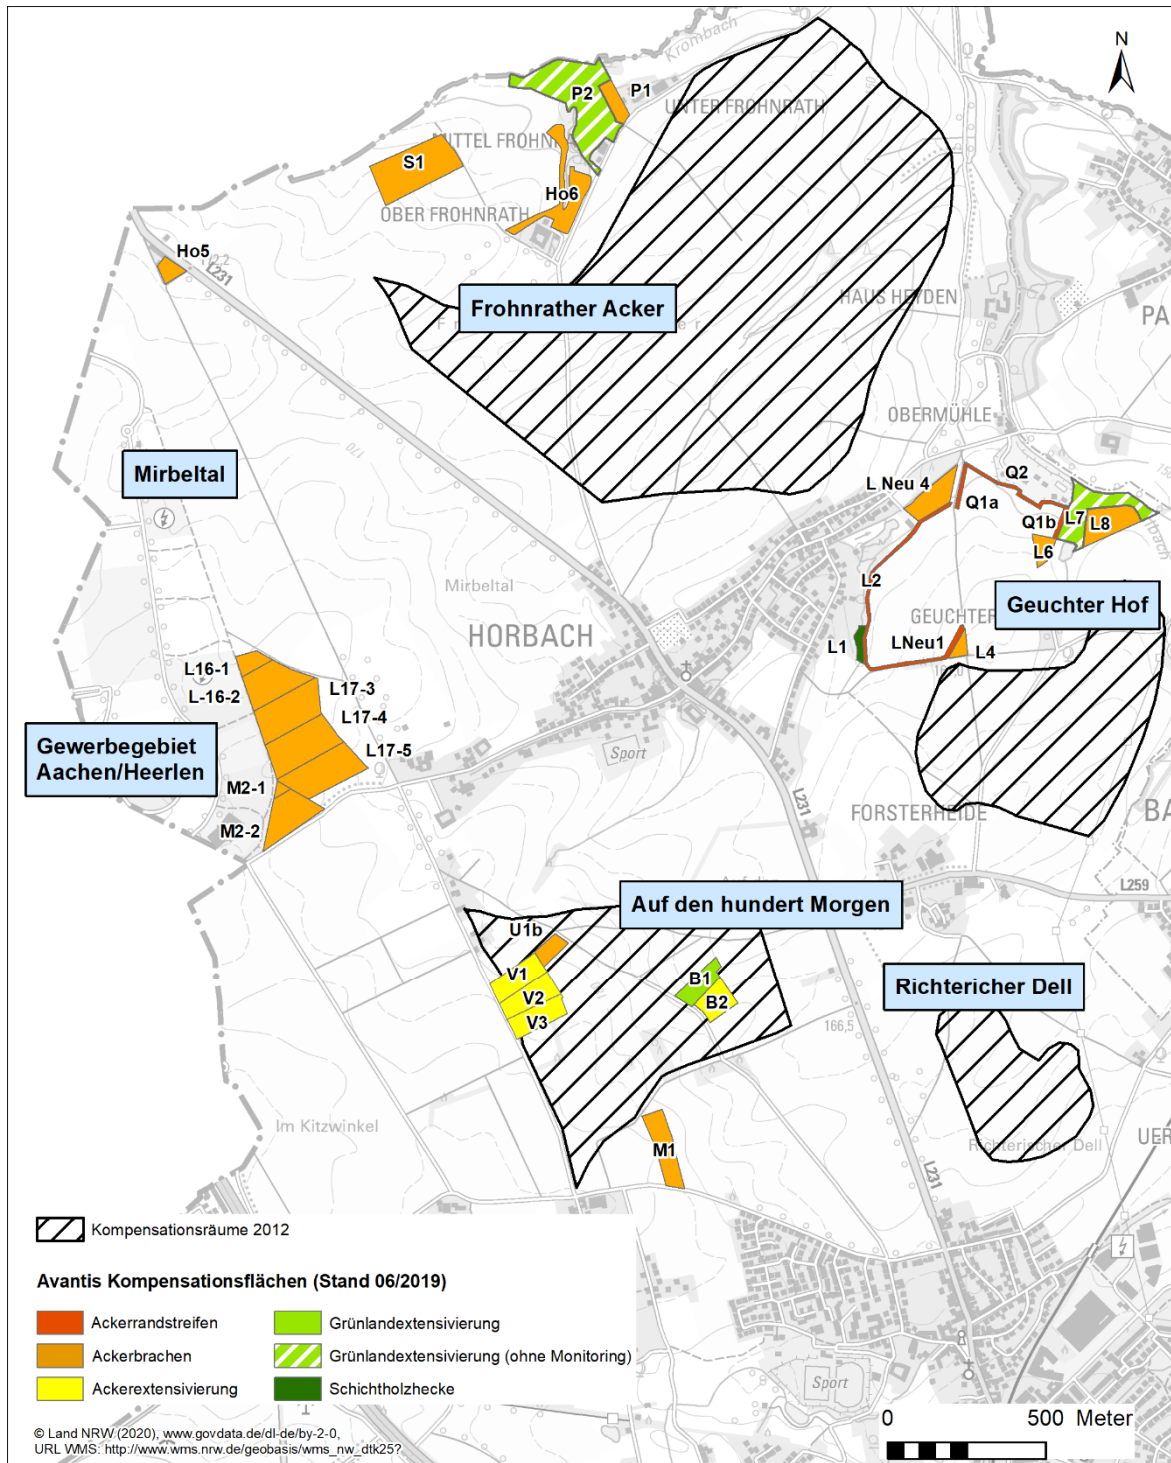 N
Krombach
P2
P1
UNTER FROHNRATH
MITTEL FROHNRA
S1
Ho6
OBER FROHNRATH
Ho5
L231
Frohnrather Acker
HAUS HEYDEN
PA
OBERMÜHLE
170
Mirbeltal
L Neu 4
Q2
Q1a
Q1b
L7
L8
L6
Mirbeltal
L2
Geuchter Hof
HORBACH
GEUCHTER
L1
LNeu1
L4
L16-1
L-16-2
L17-3
L17-4
L17-5
Gewerbegebiet
Aachen/Heerlen
Sport
M2-1
M2-2
L231
FORSTERHEIDE
BA
L259
Auf den hundert Morgen
U1b
V1
V2
V3
B1
B2
Richtericher Dell
166,5
Im Kitzwinkel
M1
Richterischer Dell
UER
L231
Kompensationsräume 2012
Avantis Kompensationsflächen (Stand 06/2019)
Ackerrandstreifen
Grünlandextensivierung
Ackerbrachen
Grünlandextensivierung (ohne Monitoring)
Ackerextensivierung
Schichtholzhecke
Sport
0 500 Meter
© Land NRW (2020), www.govdata.de/dl-de/by-2-0,
URL WMS: http://www.wms.nrw.de/geobasis/wms_nw_dtk25?